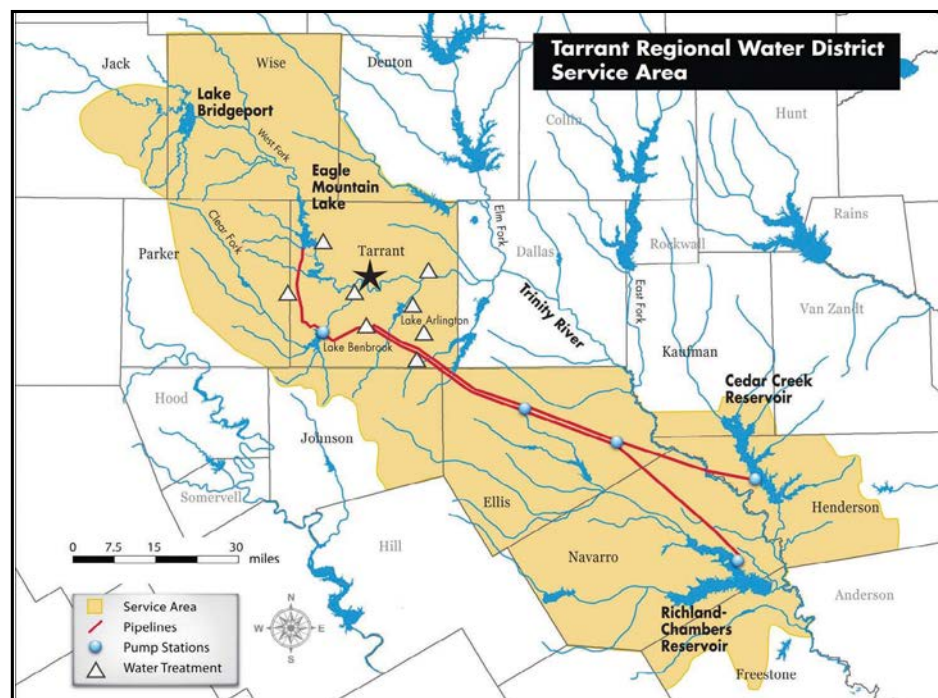 Tarrant Regional Water District
Service Area
Jack
Wise
Denton
Collin
Hunt
Lake
Bridgeport
West Fork
Eagle
Mountain
Lake
Elm Fork
Clear Fork
Parker
Tarrant
Dallas
Rockwall
Rains
East Fork
Trinity River
Van Zandt
Lake Arlington
Lake Benbrook
Kaufman
Cedar Creek
Reservoir
Hood
Johnson
Somervell
Ellis
Henderson
Hill
Navarro
Anderson
Richland-
Chambers
Reservoir
Freestone
0 7.5 15 30
miles
Service Area
Pipelines
Pump Stations
Water Treatment
N
W E
S